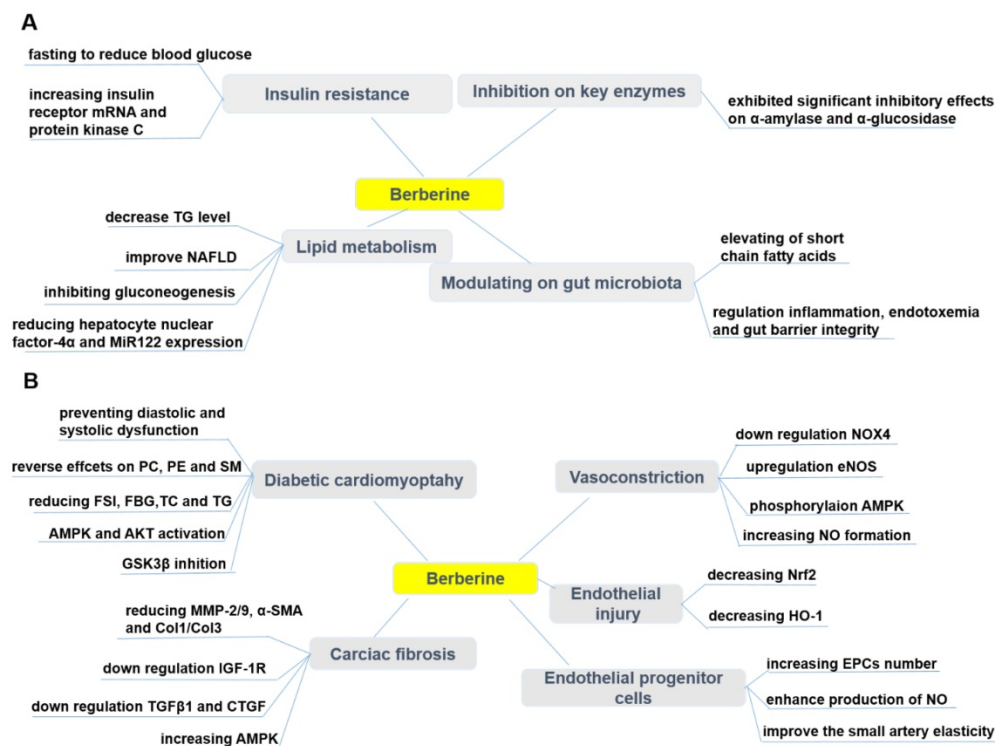 A
fasting to reduce blood glucose
increasing insulin
receptor mRNA and
protein kinase C
Insulin resistance
Inhibition on key enzymes
exhibited significant inhibitory effects
on α-amylase and α-glucosidase
Berberine
decrease TG level
improve NAFLD
inhibiting gluconeogenesis
reducing hepatocyte nuclear
factor-4α and MiR122 expression
Lipid metabolism
Modulating on gut microbiota
elevating of short
chain fatty acids
regulation inflammation, endotoxemia
and gut barrier integrity
B
preventing diastolic and
systolic dysfunction
reverse effcets on PC, PE and SM
reducing FSI, FBG,TC and TG
AMPK and AKT activation
GSK3β inhition
Diabetic cardiomyoptahy
Vasoconstriction
down regulation NOX4
upregulation eNOS
phosphorylaion AMPK
increasing NO formation
Berberine
Endothelial
injury
decreasing Nrf2
decreasing HO-1
reducing MMP-2/9, α-SMA
and Col1/Col3
down regulation IGF-1R
down regulation TGFβ1 and CTGF
increasing AMPK
Carciac fibrosis
Endothelial progenitor
cells
increasing EPCs number
enhance production of NO
improve the small artery elasticity